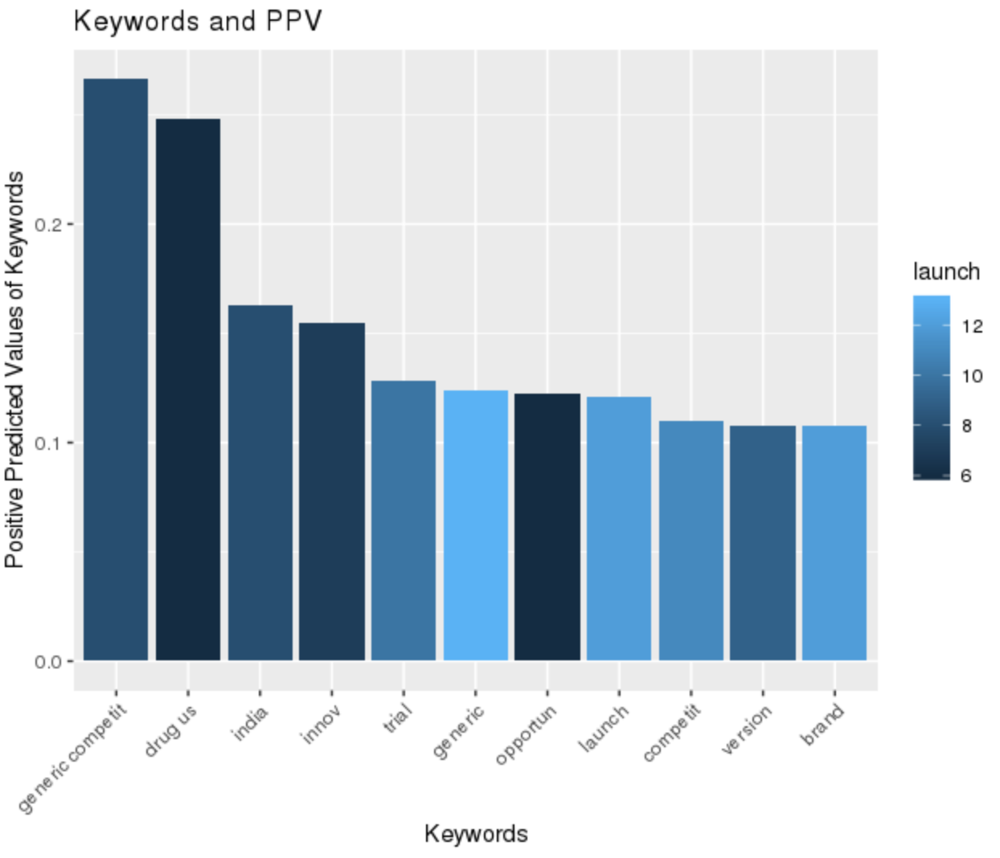 Keywords and PPV
Positive Predicted Values of Keywords
0.2
0.1
0.0
generic competit
drug us
india
innov
trial
generic
opportun
launch
competit
version
brand
Keywords
launch
12
10
8
6